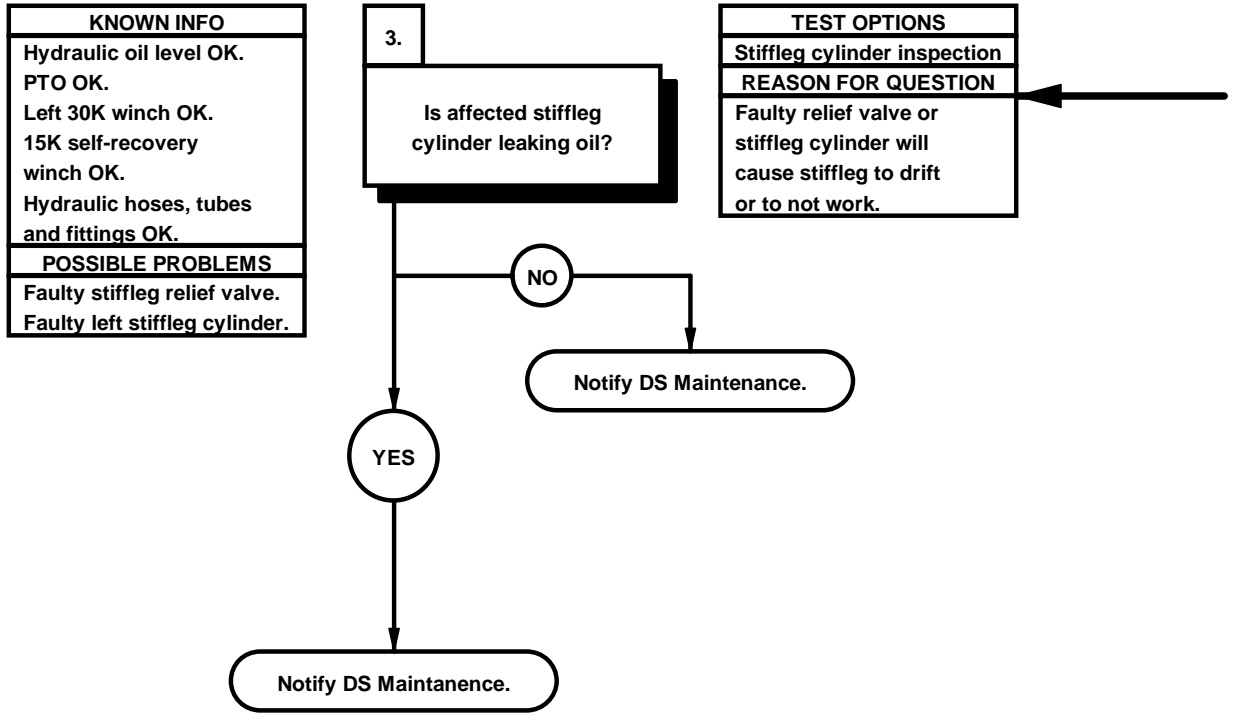 KNOWN INFO
Hydraulic oil level OK.
PTO OK.
Left 30K winch OK.
15K self-recovery
winch OK.
Hydraulic hoses, tubes
and fittings OK.
POSSIBLE PROBLEMS
Faulty stiffleg relief valve.
Faulty left stiffleg cylinder.
3.
Is affected stiffleg
cylinder leaking oil?
TEST OPTIONS
Stiffleg cylinder inspection
REASON FOR QUESTION
Faulty relief valve or
stiffleg cylinder will
cause stiffleg to drift
or to not work.
NO
Notify DS Maintenance.
YES
Notify DS Maintanence.